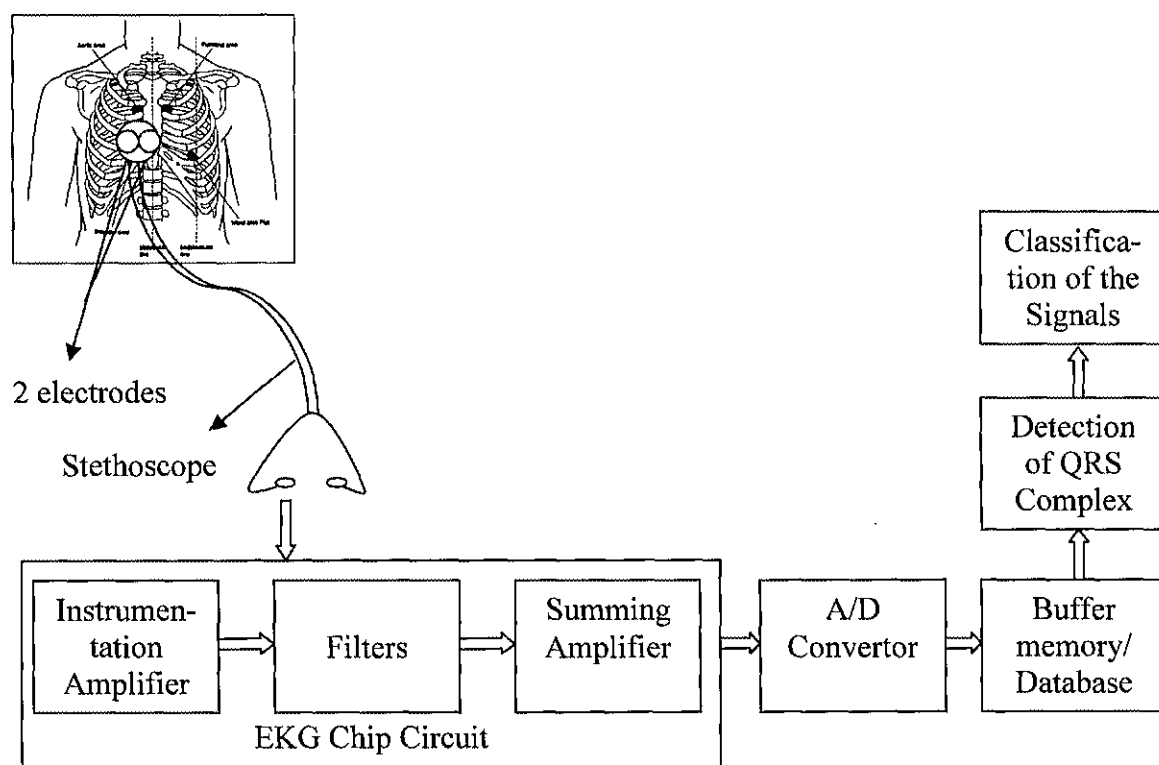 2 electrodes
Stethoscope
Instrumen-
tation
Amplifier
Filters
Summing
Amplifier
EKG Chip Circuit
A/D
Convertor
Buffer
memory/
Database
Detection
of QRS
Complex
Classifica-
tion of the
Signals